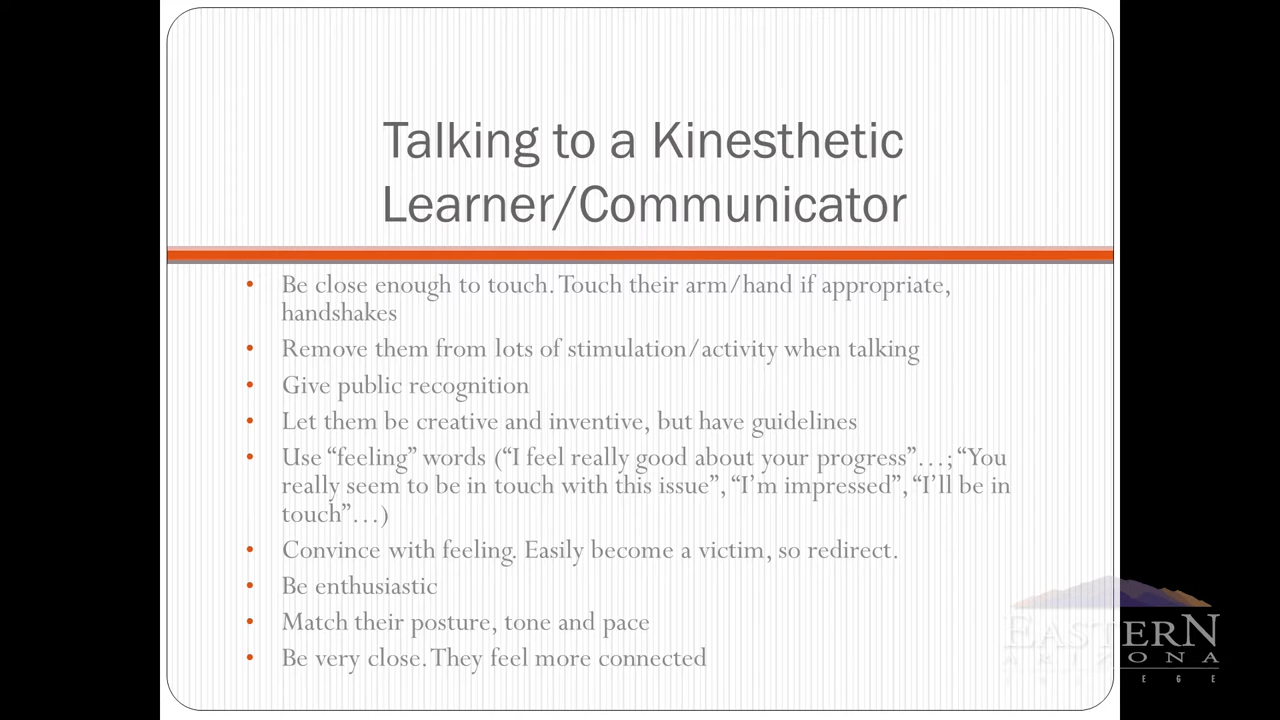 Talking to a Kinesthetic
Learner/Communicator
• Be close enough to touch. Touch their arm/hand if appropriate,
handshakes
• Remove them from lots of stimulation/activity when talking
• Give public recognition
• Let them be creative and inventive, but have guidelines
• Use “feeling” words (“I feel really good about your progress”…; “You
really seem to be in touch with this issue”, “I’m impressed”, “I’ll be in
touch”…)
• Convince with feeling. Easily become a victim, so redirect.
• Be enthusiastic
• Match their posture, tone and pace
• Be very close. They feel more connected
EASTERN
ARIZONA